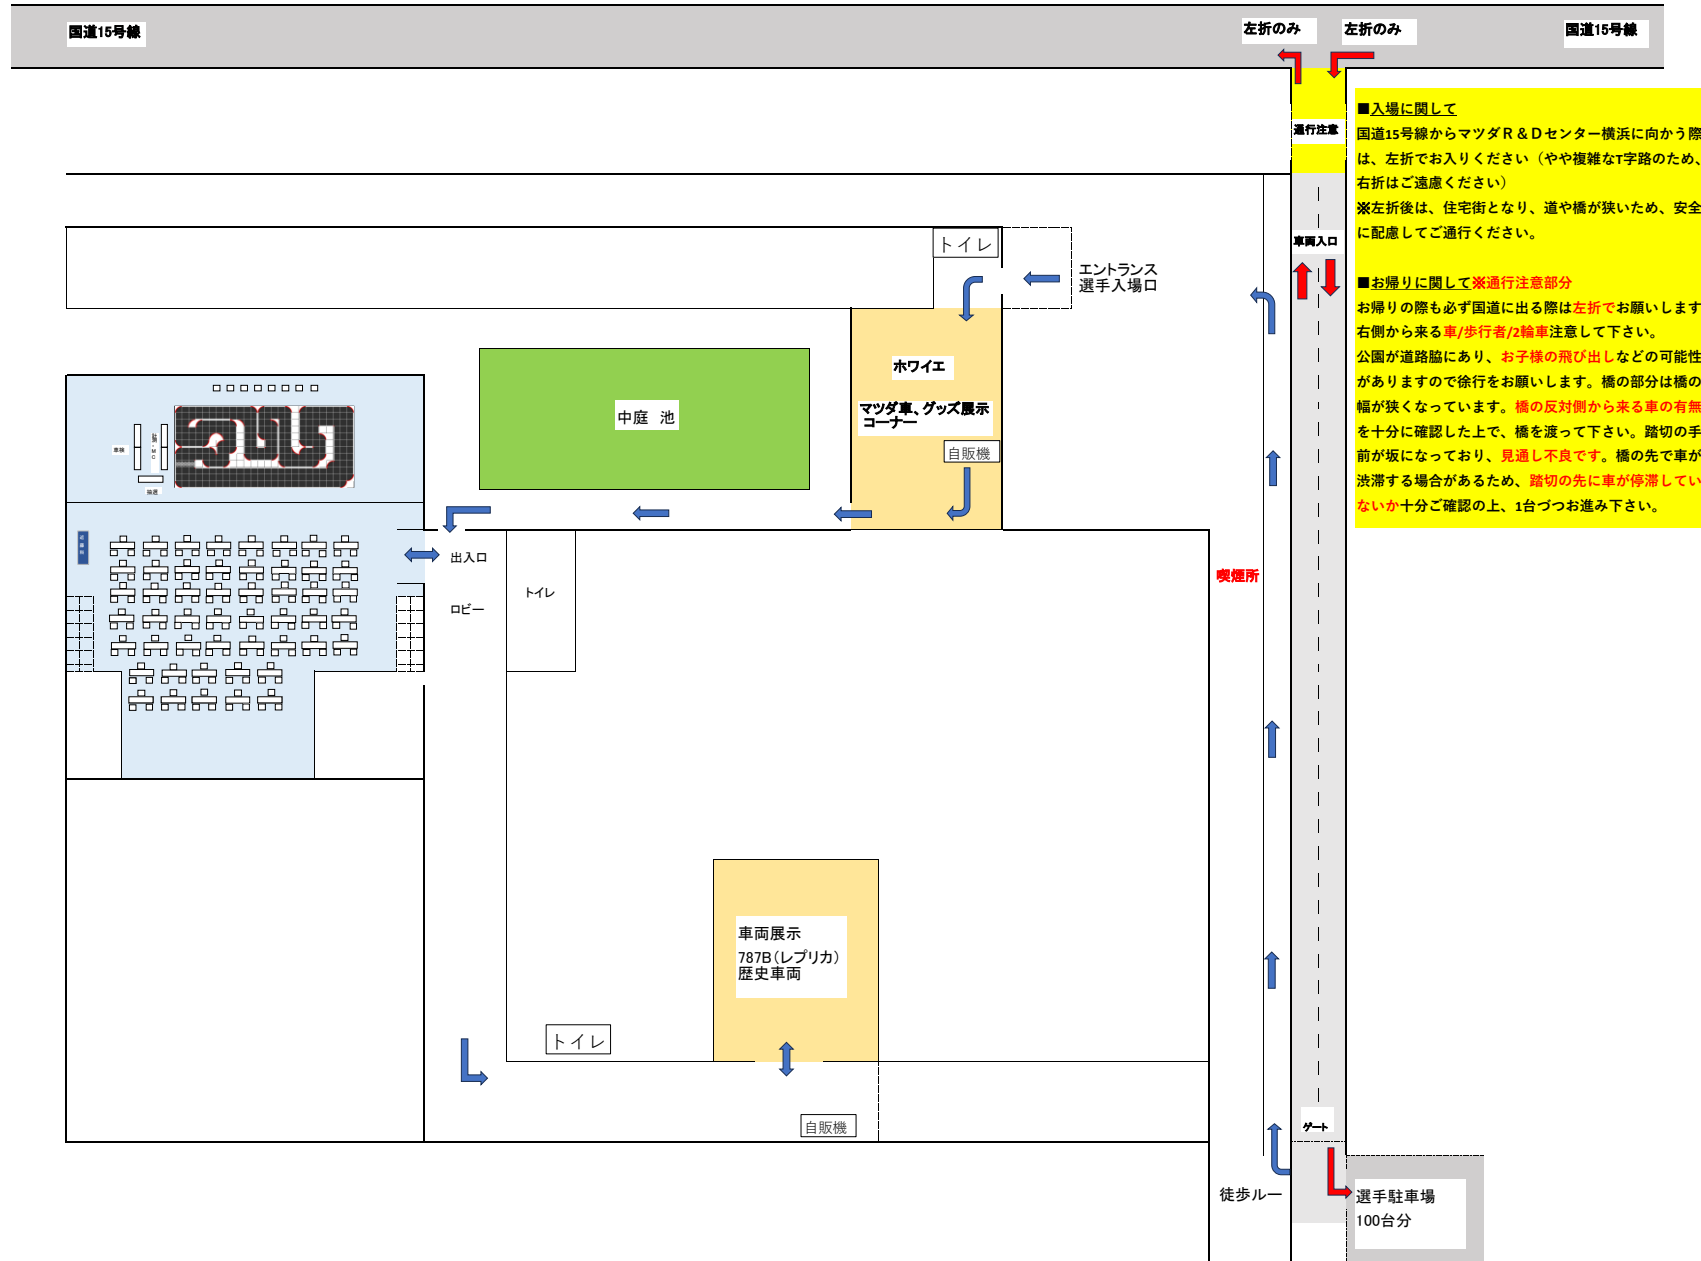 国道15号線
左折のみ
左折のみ
国道15号線
通行注意
■入場に関して
国道15号線からマツダR&Dセンター横浜に向かう際
は、左折でお入りください（やや複雑なT字路のため、
右折はご遠慮ください）
※左折後は、住宅街となり、道や橋が狭いため、安全
に配慮してご通行ください。
■お帰りに関して※通行注意部分
お帰りの際も必ず国道に出る際は左折でお願いします
右側から来る車/歩行者/2輪車注意して下さい。
公園が道路脇にあり、お子様の飛び出しなどの可能性
がありますので徐行をお願いします。橋の部分は橋の
幅が狭くなっています。橋の反対側から来る車の有無
を十分に確認した上で、橋を渡って下さい。踏切の手
前が坂になっており、見通し不良です。橋の先で車が
渋滞する場合があるため、踏切の先に車が停滞してい
ないか十分ご確認の上、1台づつお進み下さい。
車両入口
トイレ
エントランス
選手入場口
ホワイエ
マツダ車、グッズ展示
コーナー
自販機
中庭　池
車検
抽選
出入口
ロビー
トイレ
喫煙所
車両展示
787B（レプリカ）
歴史車両
トイレ
自販機
ゲート
徒歩ルー
選手駐車場
100台分